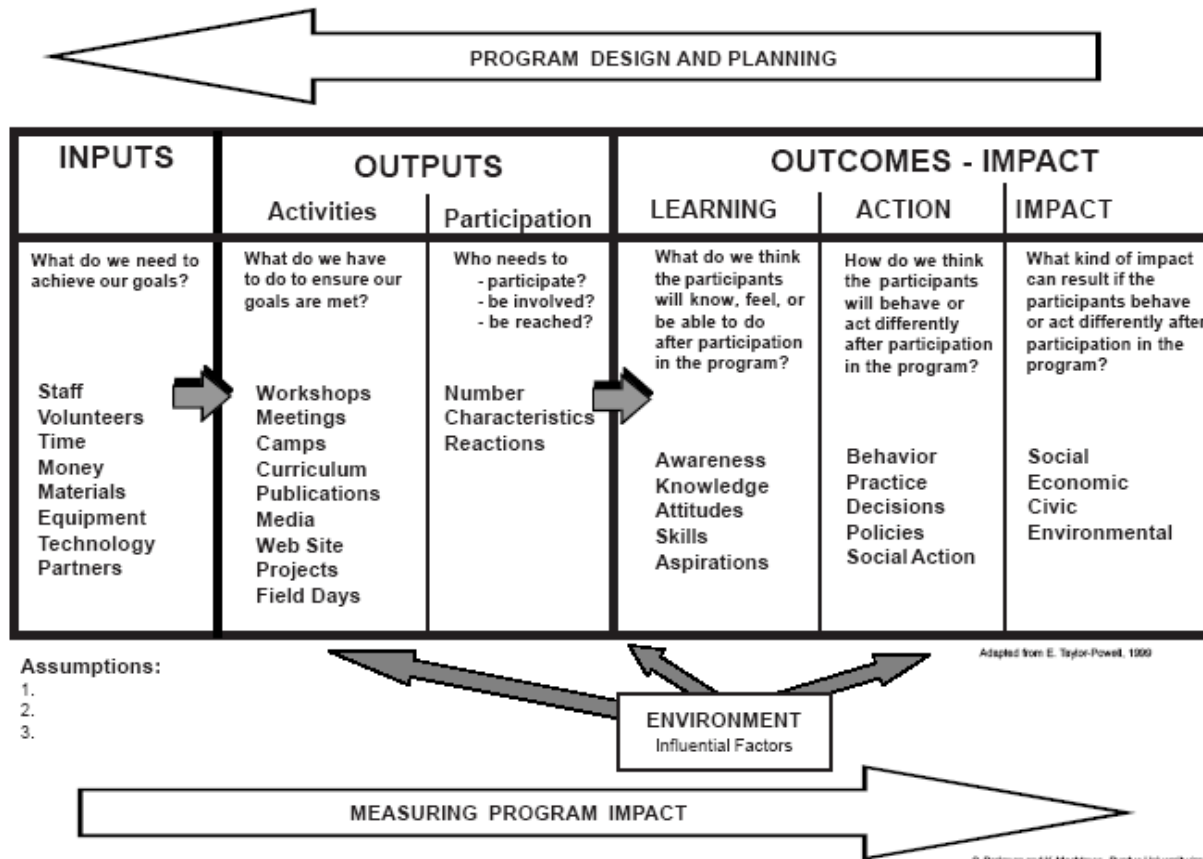 PROGRAM DESIGN AND PLANNING
INPUTS
OUTPUTS
OUTCOMES - IMPACT
Activities
Participation
LEARNING
ACTION
IMPACT
What do we need to
achieve our goals?
What do we have
to do to ensure our
goals are met?
Who needs to
- participate?
- be involved?
- be reached?
What do we think
the participants
will know, feel, or
be able to do
after participation
in the program?
How do we think
the participants
will behave or
act differently
after participation
in the program?
What kind of impact
can result if the
participants behave
or act differently after
participation in the
program?
Staff
Volunteers
Time
Money
Materials
Equipment
Technology
Partners
Workshops
Meetings
Camps
Curriculum
Publications
Media
Web Site
Projects
Field Days
Number
Characteristics
Reactions
Awareness
Knowledge
Attitudes
Skills
Aspirations
Behavior
Practice
Decisions
Policies
Social Action
Social
Economic
Civic
Environmental
Adapted from E. Taylor-Powell, 1999
Assumptions:
1.
2.
3.
ENVIRONMENT
Influential Factors
MEASURING PROGRAM IMPACT